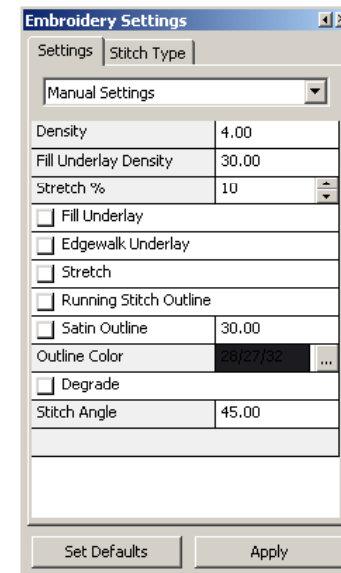 Embroidery Settings
Settings Stitch Type
Manual Settings
Density 4.00
Fill Underlay Density 30.00
Stretch % 10
Fill Underlay
Edgewalk Underlay
Stretch
Running Stitch Outline
Satin Outline 30.00
Outline Color 28/27/32 ...
Degrade
Stitch Angle 45.00
Set Defaults Apply